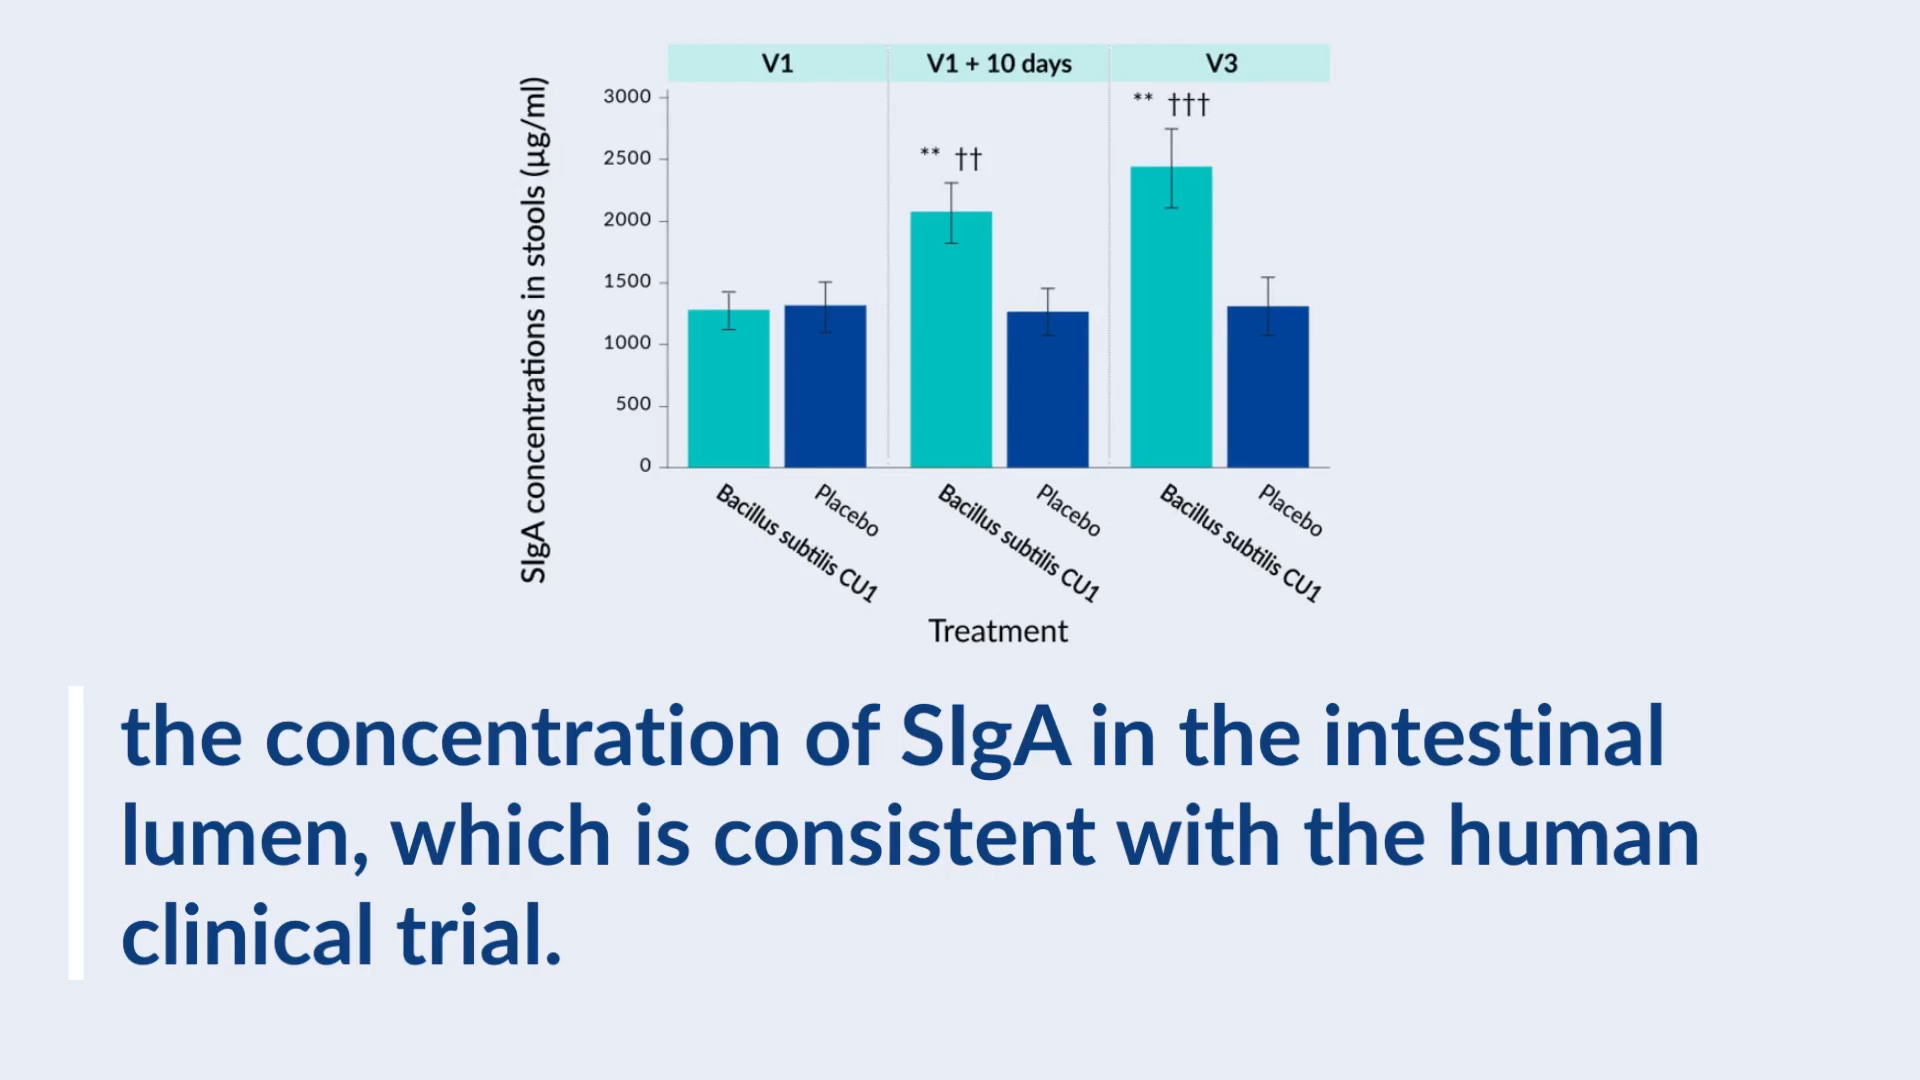 V1
V1 + 10 days
V3
SIgA concentrations in stools (µg/ml)
3000
2500
2000
1500
1000
500
0
** ††
** †††
Bacillus subtilis CU1
Placebo
Bacillus subtilis CU1
Placebo
Bacillus subtilis CU1
Placebo
Treatment
the concentration of SIgA in the intestinal
lumen, which is consistent with the human
clinical trial.